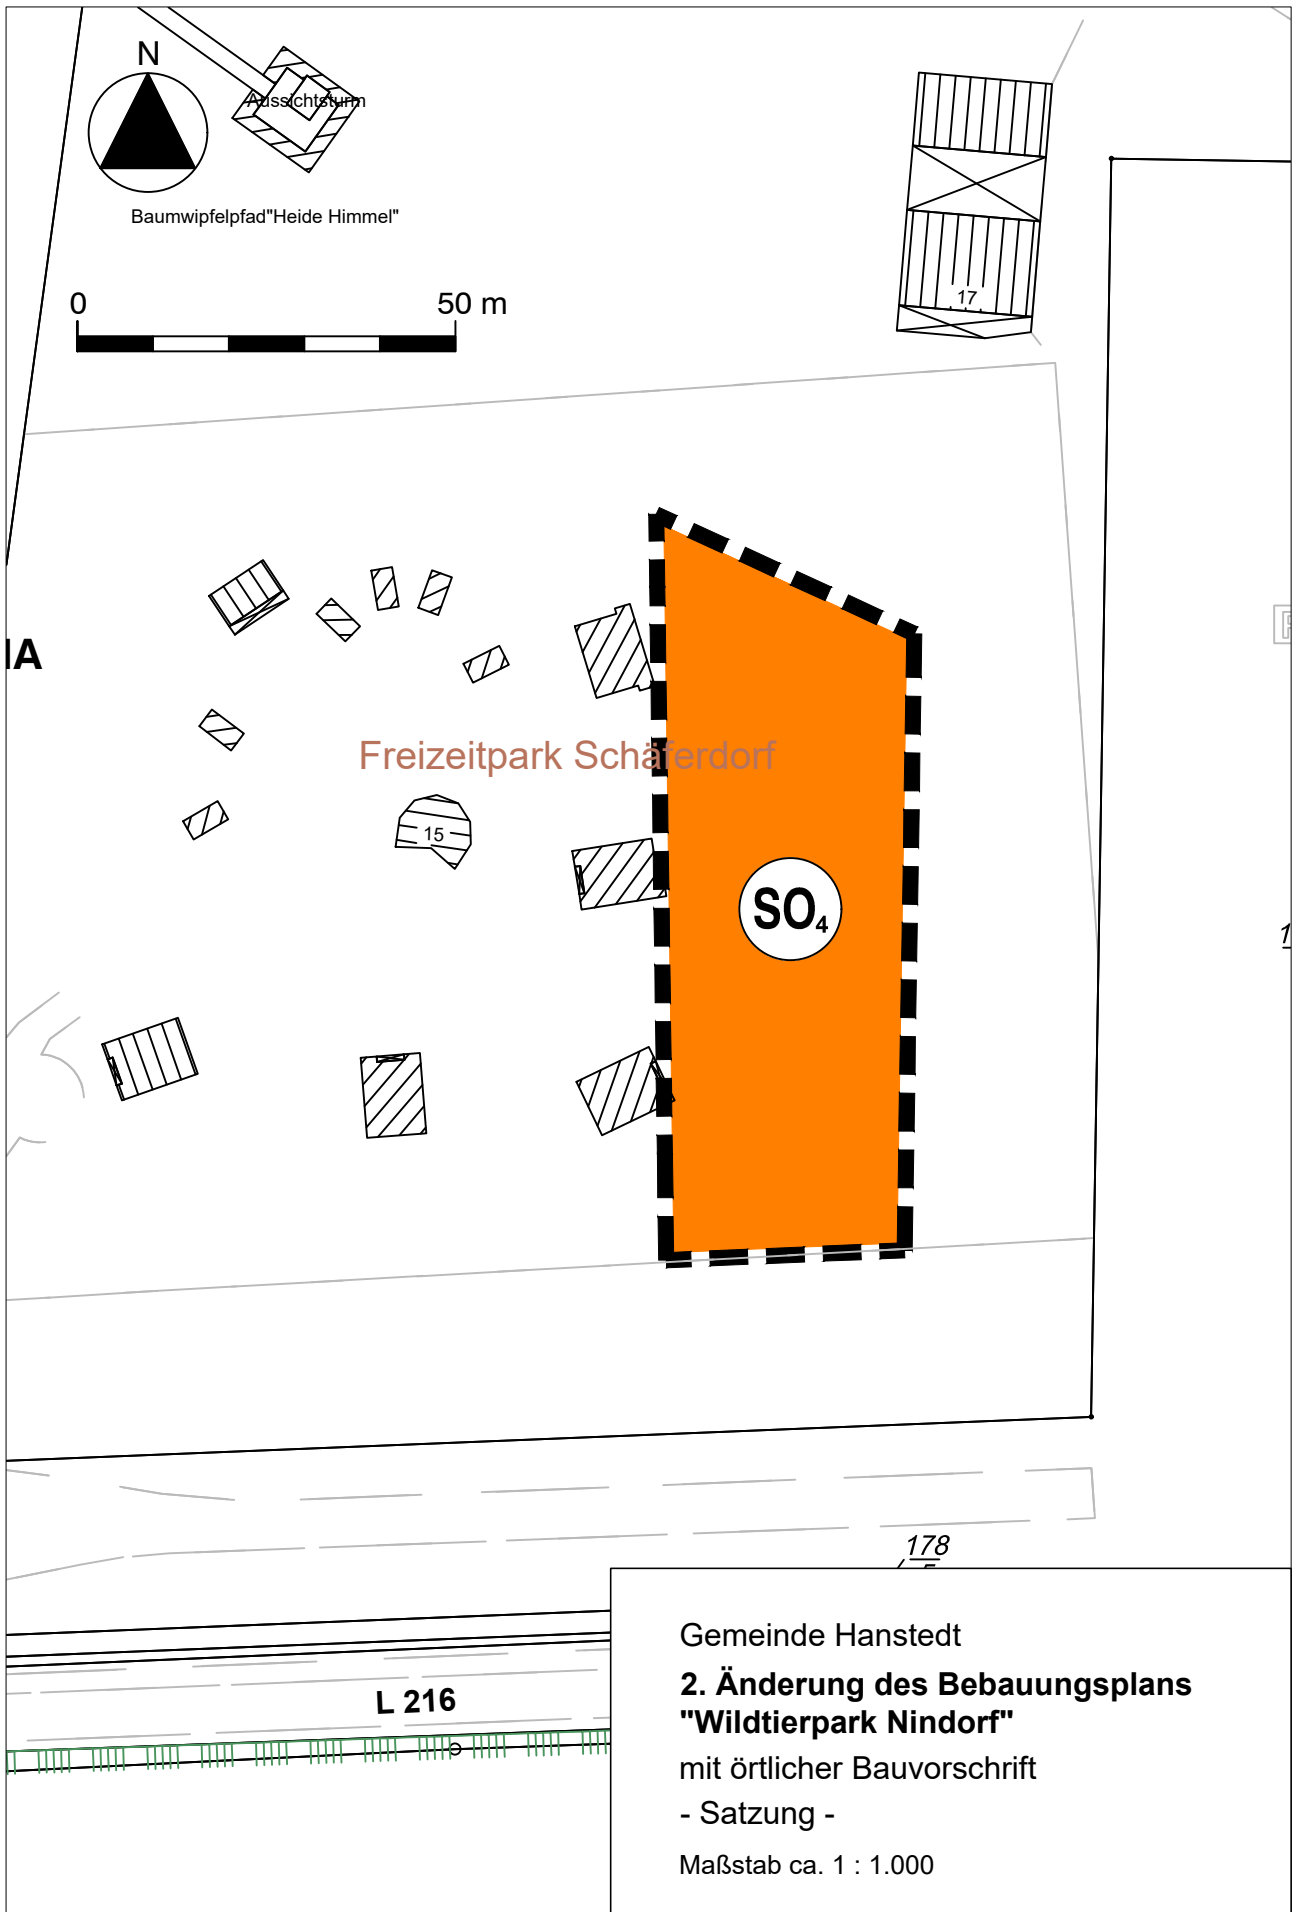 N
Aussichtsturm
Baumwipfelpfad"Heide Himmel"
0 50 m
17
IA
Freizeitpark Schäferdorf
15
SO4
178
L 216
Gemeinde Hanstedt
2. Änderung des Bebauungsplans
"Wildtierpark Nindorf"
mit örtlicher Bauvorschrift
- Satzung -
Maßstab ca. 1 : 1.000